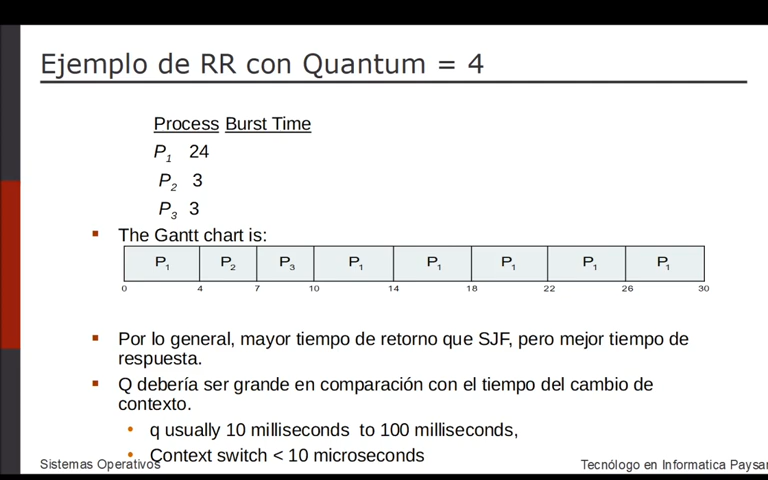 Ejemplo de RR con Quantum = 4
Process Burst Time
P1 24
P2 3
P3 3
The Gantt chart is:
P1 P2 P3 P1 P1 P1 P1 P1
0 4 7 10 14 18 22 26 30
Por lo general, mayor tiempo de retorno que SJF, pero mejor tiempo de
respuesta.
Q debería ser grande en comparación con el tiempo del cambio de
contexto.
q usually 10 milliseconds to 100 milliseconds,
Context switch < 10 microseconds
Sistemas Operativos
Tecnólogo en Informatica Paysan